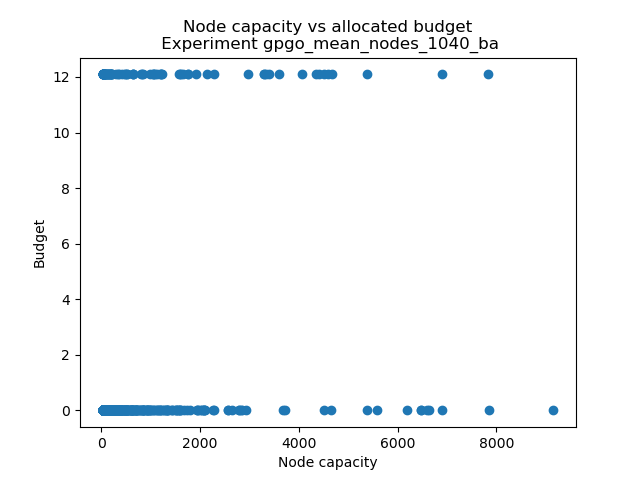 Node capacity vs allocated budget
Experiment gpgo_mean_nodes_1040_ba
12
10
8
6
4
2
0
Budget
0 2000 4000 6000 8000
Node capacity